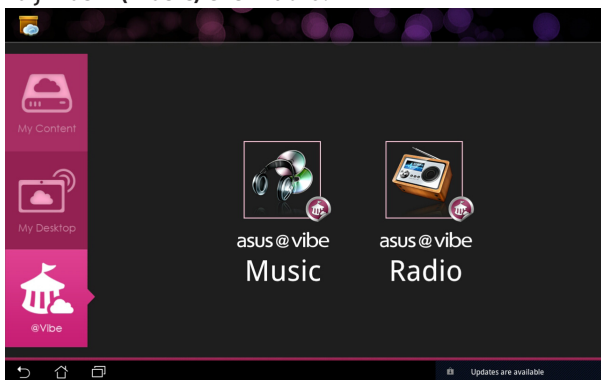 My Content
My Desktop
@Vibe
asus@vibe
Music
asus@vibe
Radio
Updates are available